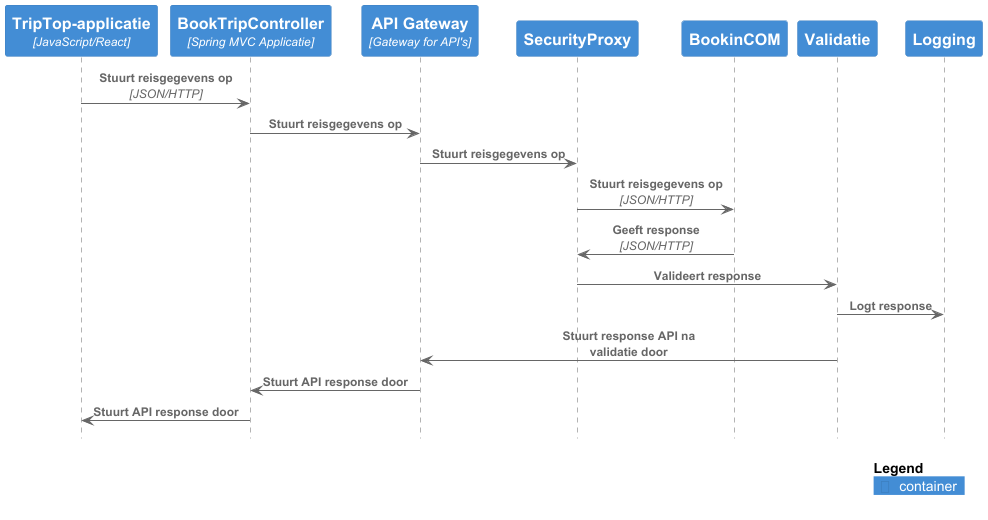 TripTop-applicatie
[JavaScript/React]
BookTripController
[Spring MVC Applicatie]
API Gateway
[Gateway for API's]
SecurityProxy
BookinCOM
Validatie
Logging
Stuurt reisgegevens op
[JSON/HTTP]
Stuurt reisgegevens op
Stuurt reisgegevens op
Stuurt reisgegevens op
[JSON/HTTP]
Geeft response
[JSON/HTTP]
Valideert response
Logt response
Stuurt response API na
validatie door
Stuurt API response door
Stuurt API response door
Legend
container